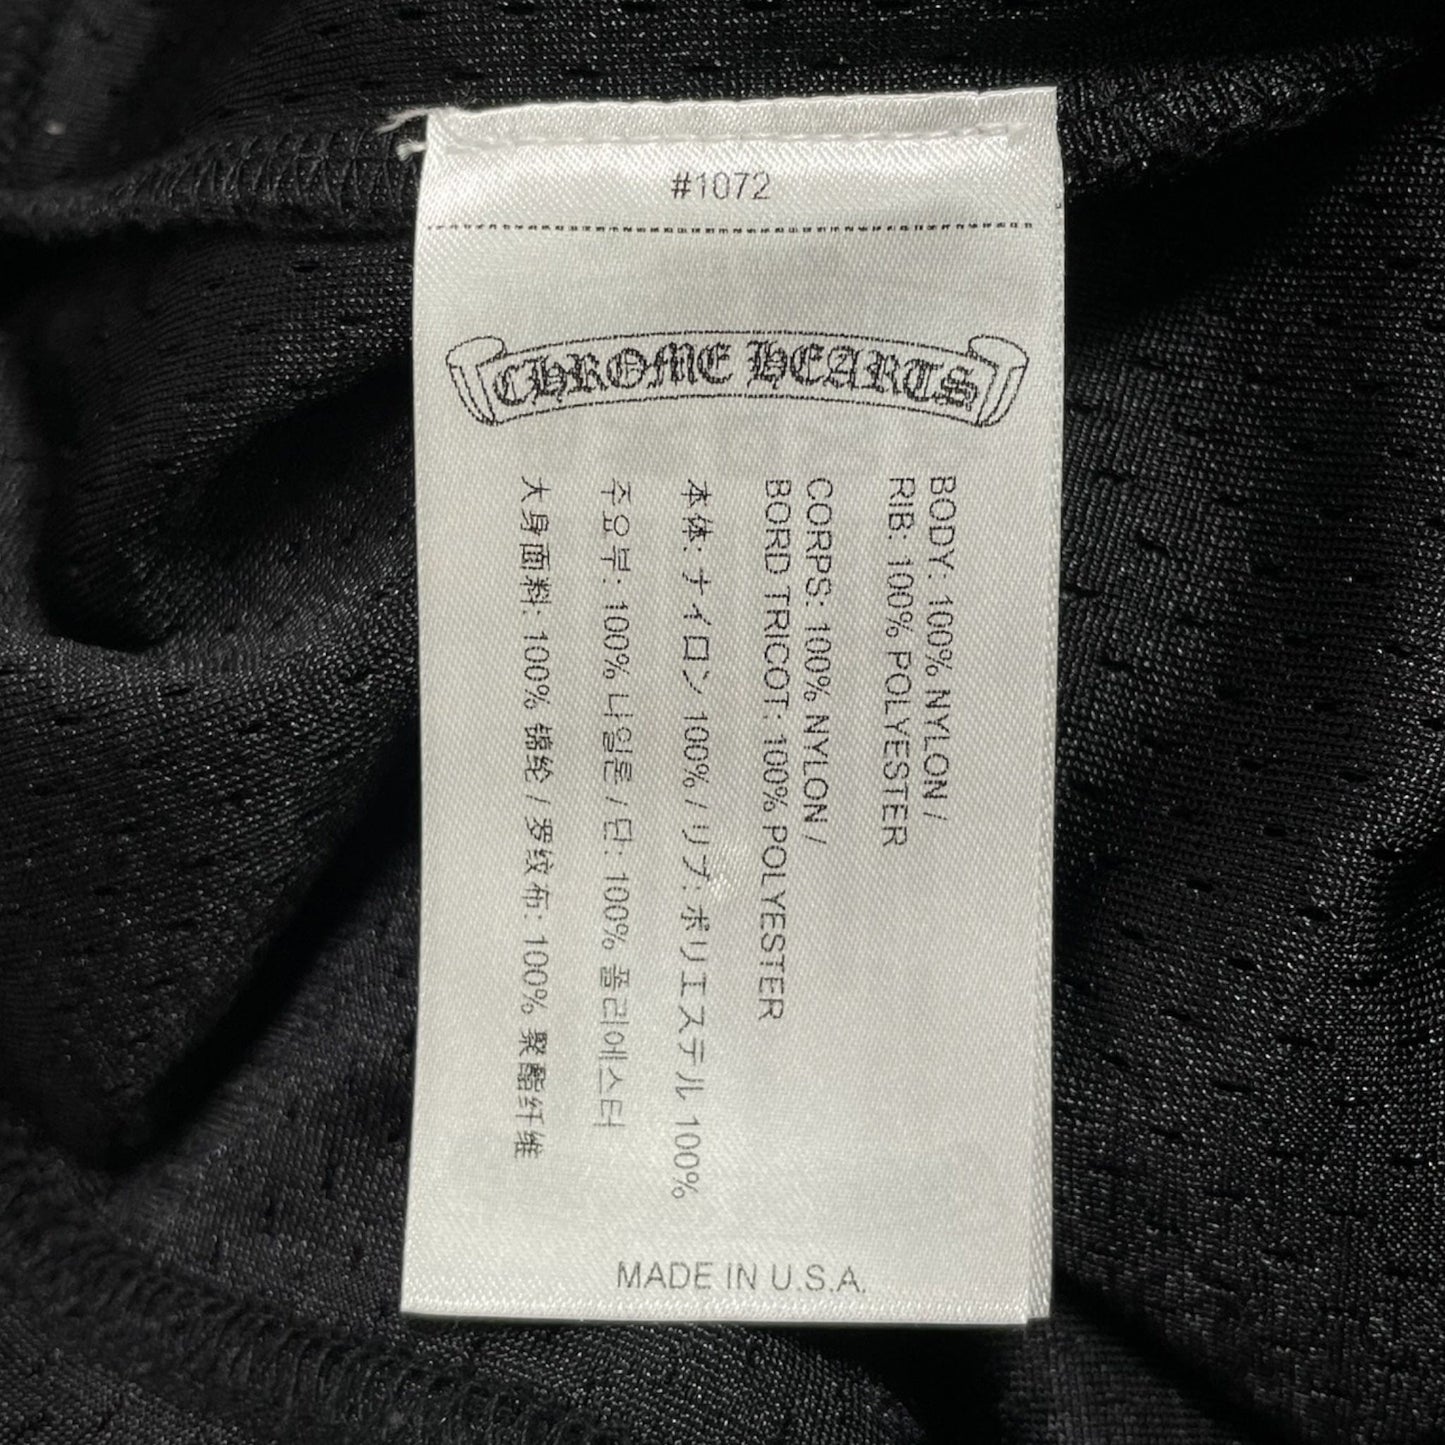 #1072
CHROME HEARTS
BODY: 100% NYLON /
RIB: 100% POLYESTER
CORPS: 100% NYLON /
BORD TRICOT: 100% POLYESTER
本体: ナイロン 100% / リブ: ポリエステル 100%
주요부: 100% 나일론 / 단: 100% 폴리에스터
大身面料: 100% 锦纶 / 罗纹布: 100% 聚酯纤维
MADE IN U.S.A.